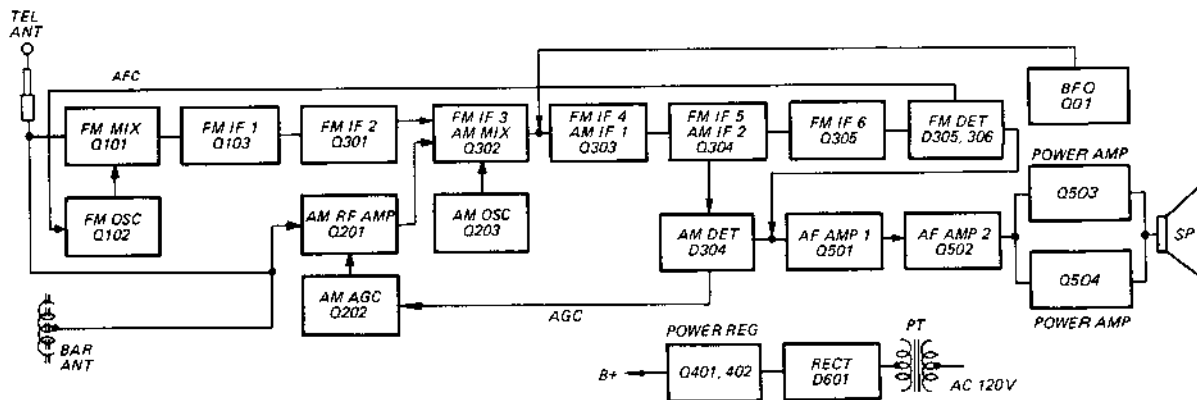 TEL
ANT
AFC
FM MIX
Q101
FM IF 1
Q103
FM IF 2
Q301
FM IF 3
AM MIX
Q302
FM IF 4
AM IF 1
Q303
FM IF 5
AM IF 2
Q304
FM IF 6
Q305
FM DET
D305, 306
BFO
Q01
FM OSC
Q102
AM RF AMP
Q201
AM OSC
Q203
AM DET
D304
AF AMP 1
Q501
AF AMP 2
Q502
POWER AMP
Q503
Q504
POWER AMP
SP
AM AGC
Q202
AGC
BAR
ANT
B+
POWER REG
Q401, 402
RECT
D601
PT
AC 120V